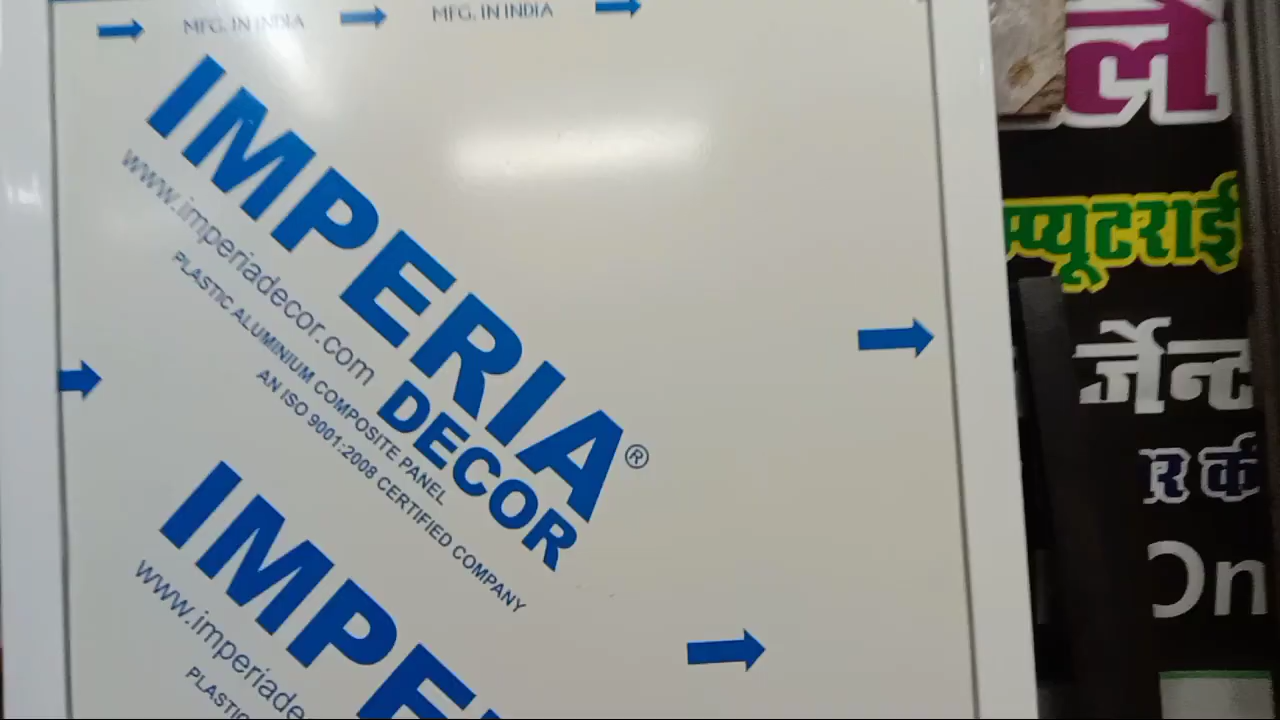 MFG. IN INDIA MFG. IN INDIA
IMPERIA®
www.imperiadecor.com DECOR
PLASTIC ALUMINIUM COMPOSITE PANEL
AN ISO 9001:2008 CERTIFIED COMPANY
IMPE
www.imperiade
PLASTIC
ले
म्प्यूटराई
र्जेन्ट
र की
On